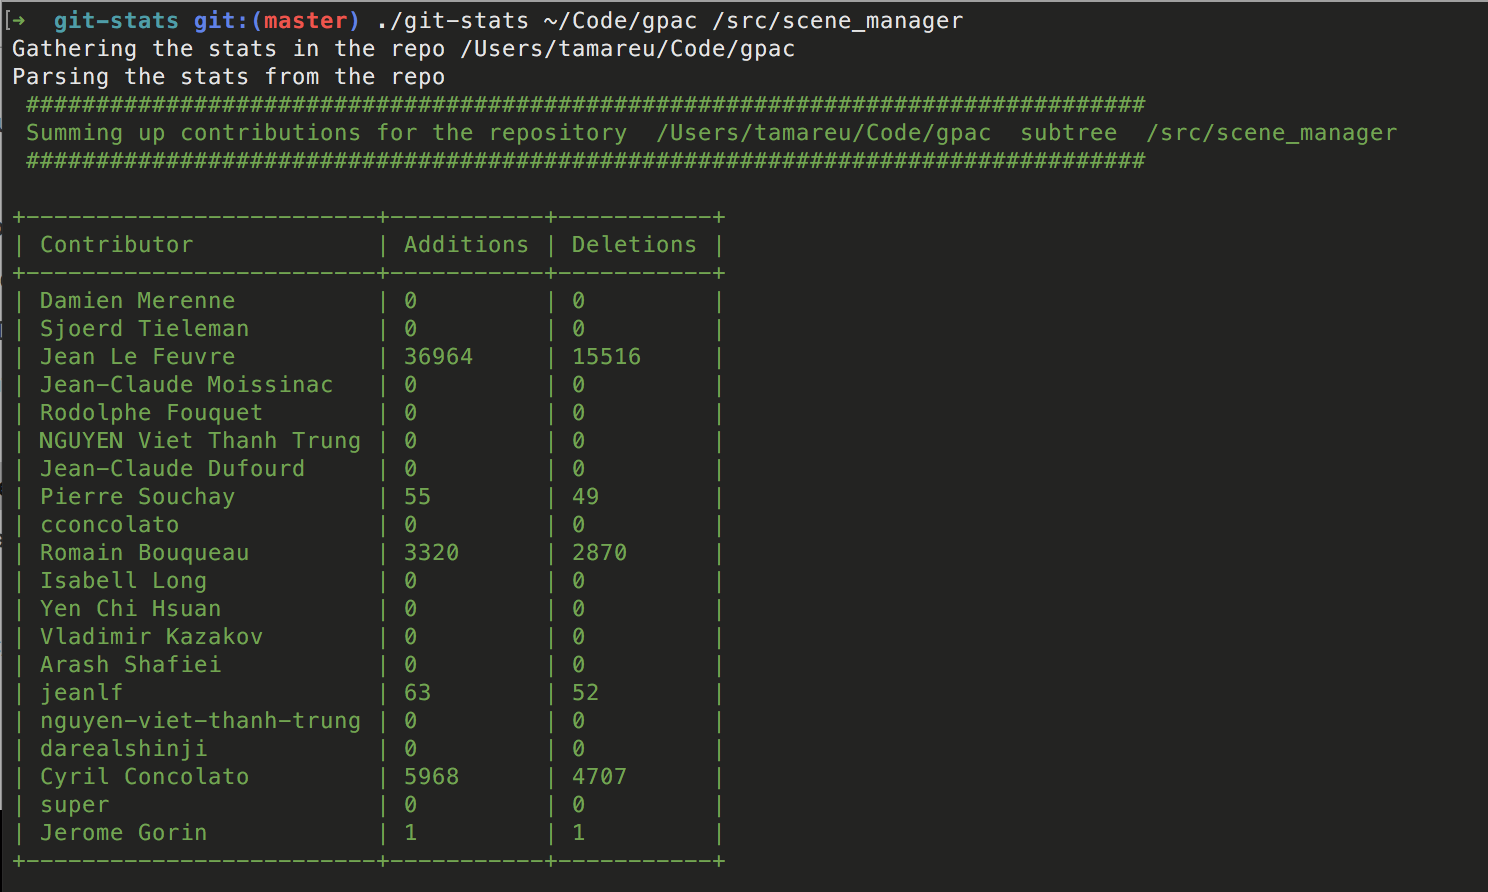 [➜  git-stats git:(master) ./git-stats ~/Code/gpac /src/scene_manager
Gathering the stats in the repo /Users/tamareu/Code/gpac
Parsing the stats from the repo
################################################################################
Summing up contributions for the repository  /Users/tamareu/Code/gpac  subtree  /src/scene_manager
################################################################################
+-------------------------+-----------+-----------+
| Contributor             | Additions | Deletions |
+-------------------------+-----------+-----------+
| Damien Merenne          | 0         | 0         |
| Sjoerd Tieleman         | 0         | 0         |
| Jean Le Feuvre          | 36964     | 15516     |
| Jean-Claude Moissinac   | 0         | 0         |
| Rodolphe Fouquet        | 0         | 0         |
| NGUYEN Viet Thanh Trung | 0         | 0         |
| Jean-Claude Dufourd     | 0         | 0         |
| Pierre Souchay          | 55        | 49        |
| cconcolato              | 0         | 0         |
| Romain Bouqueau         | 3320      | 2870      |
| Isabell Long            | 0         | 0         |
| Yen Chi Hsuan           | 0         | 0         |
| Vladimir Kazakov        | 0         | 0         |
| Arash Shafiei           | 0         | 0         |
| jeanlf                  | 63        | 52        |
| nguyen-viet-thanh-trung | 0         | 0         |
| darealshinji            | 0         | 0         |
| Cyril Concolato         | 5968      | 4707      |
| super                   | 0         | 0         |
| Jerome Gorin            | 1         | 1         |
+-------------------------+-----------+-----------+